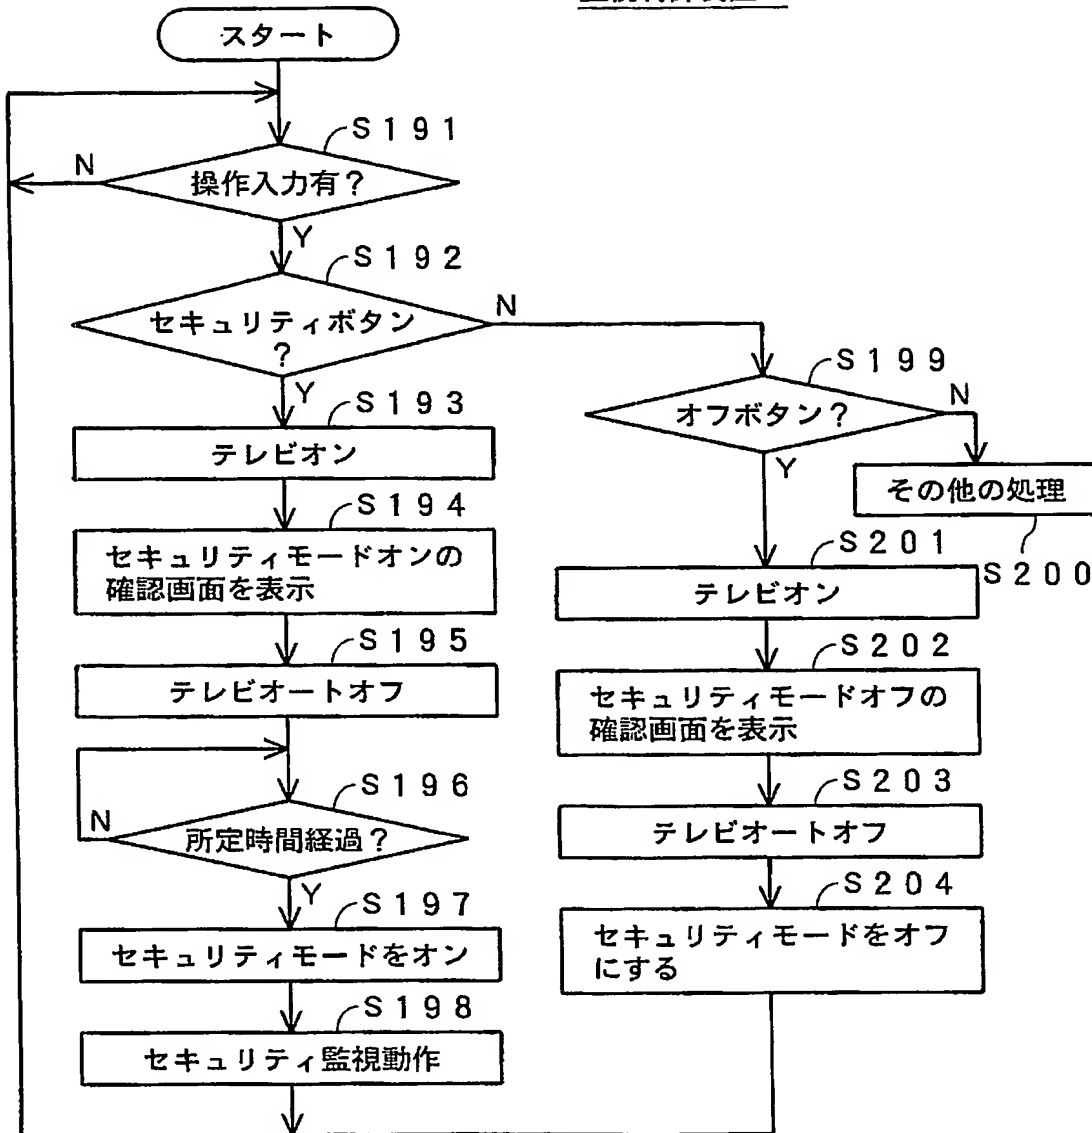 スタート
S191
操作入力有？
N
Y
S192
セキュリティボタン
？
N
Y
S193
テレビオン
S194
セキュリティモードオンの
確認画面を表示
S195
テレビオートオフ
S196
所定時間経過？
N
Y
S197
セキュリティモードをオン
S198
セキュリティ監視動作
S199
オフボタン？
N
Y
その他の処理
S200
S201
テレビオン
S202
セキュリティモードオフの
確認画面を表示
S203
テレビオートオフ
S204
セキュリティモードをオフ
にする